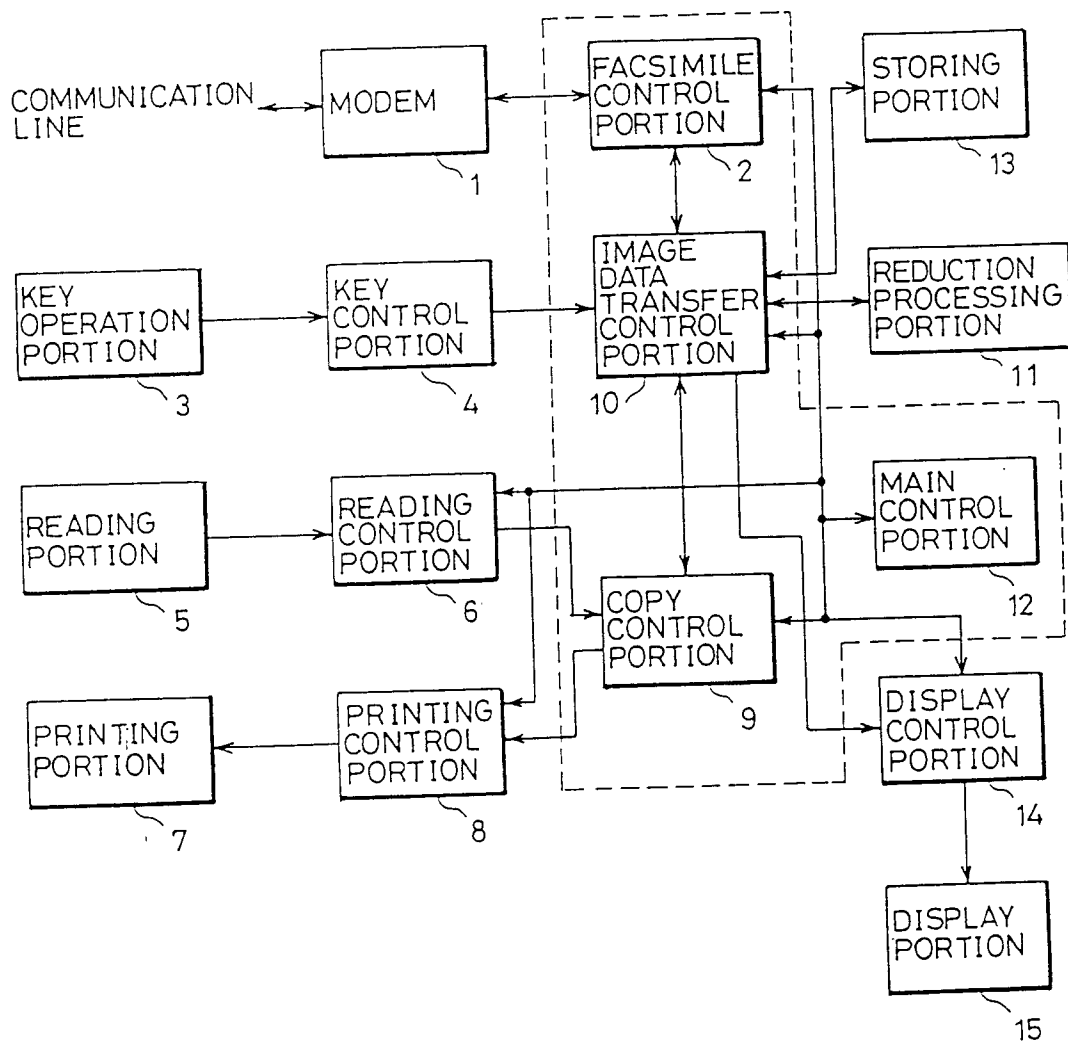 COMMUNICATION
LINE
MODEM
1
FACSIMILE
CONTROL
PORTION
2
STORING
PORTION
13
KEY
OPERATION
PORTION
3
KEY
CONTROL
PORTION
4
IMAGE
DATA
TRANSFER
CONTROL
PORTION
10
REDUCTION
PROCESSING
PORTION
11
READING
PORTION
5
READING
CONTROL
PORTION
6
MAIN
CONTROL
PORTION
12
COPY
CONTROL
PORTION
9
PRINTING
PORTION
7
PRINTING
CONTROL
PORTION
8
DISPLAY
CONTROL
PORTION
14
DISPLAY
PORTION
15